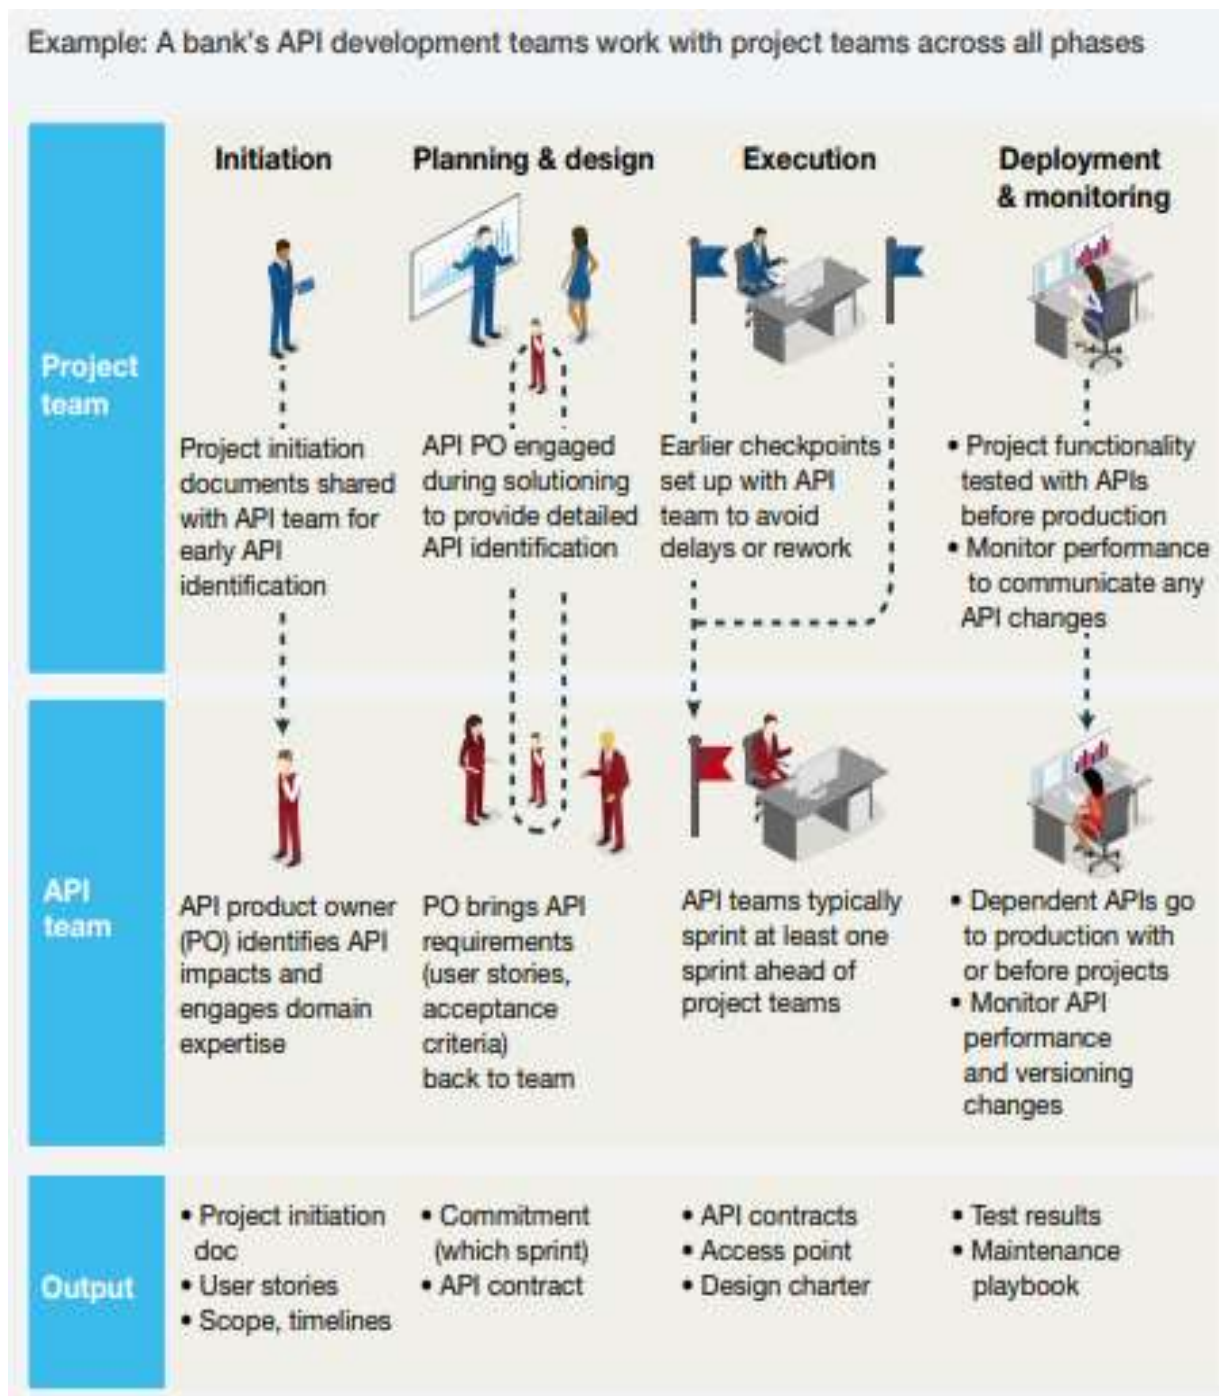 Example: A bank's API development teams work with project teams across all phases
Project
team
Initiation
Project initiation
documents shared
with API team for
early API
identification
Planning & design
API PO engaged
during solutioning
to provide detailed
API identification
Execution
Earlier checkpoints
set up with API
team to avoid
delays or rework
Deployment
& monitoring
• Project functionality
tested with APIs
before production
• Monitor performance
to communicate any
API changes
API
team
API product owner
(PO) identifies API
impacts and
engages domain
expertise
PO brings API
requirements
(user stories,
acceptance
criteria)
back to team
API teams typically
sprint at least one
sprint ahead of
project teams
• Dependent APIs go
to production with
or before projects
• Monitor API
performance
and versioning
changes
Output
• Project initiation
doc
• User stories
• Scope, timelines
• Commitment
(which sprint)
• API contract
• API contracts
• Access point
• Design charter
• Test results
• Maintenance
playbook